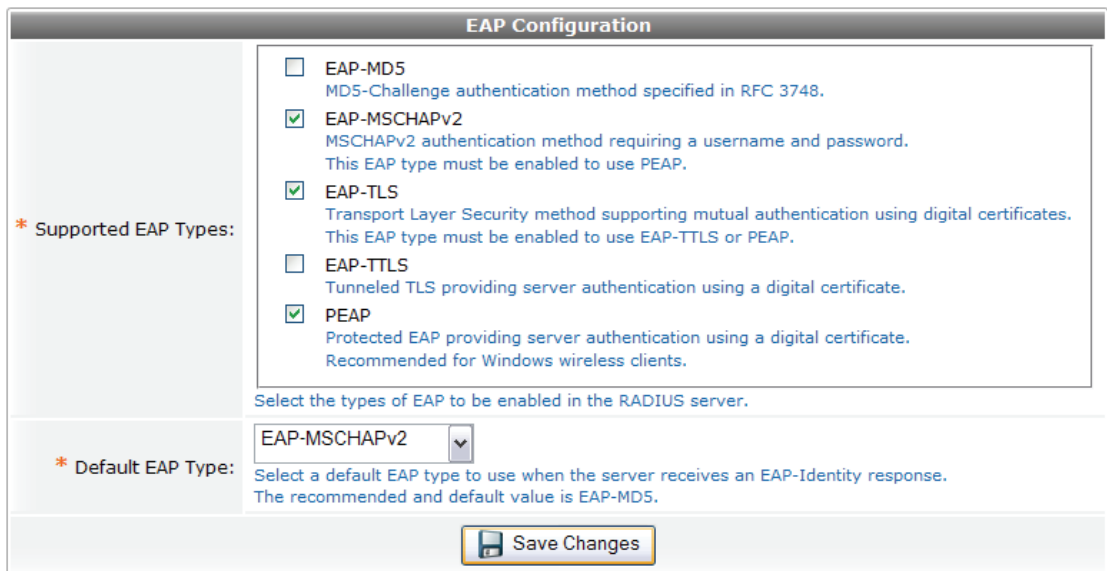 EAP Configuration
* Supported EAP Types:
EAP-MD5
MD5-Challenge authentication method specified in RFC 3748.
EAP-MSCHAPv2
MSCHAPv2 authentication method requiring a username and password.
This EAP type must be enabled to use PEAP.
EAP-TLS
Transport Layer Security method supporting mutual authentication using digital certificates.
This EAP type must be enabled to use EAP-TTLS or PEAP.
EAP-TTLS
Tunneled TLS providing server authentication using a digital certificate.
PEAP
Protected EAP providing server authentication using a digital certificate.
Recommended for Windows wireless clients.
Select the types of EAP to be enabled in the RADIUS server.
* Default EAP Type:
EAP-MSCHAPv2
Select a default EAP type to use when the server receives an EAP-Identity response.
The recommended and default value is EAP-MD5.
Save Changes